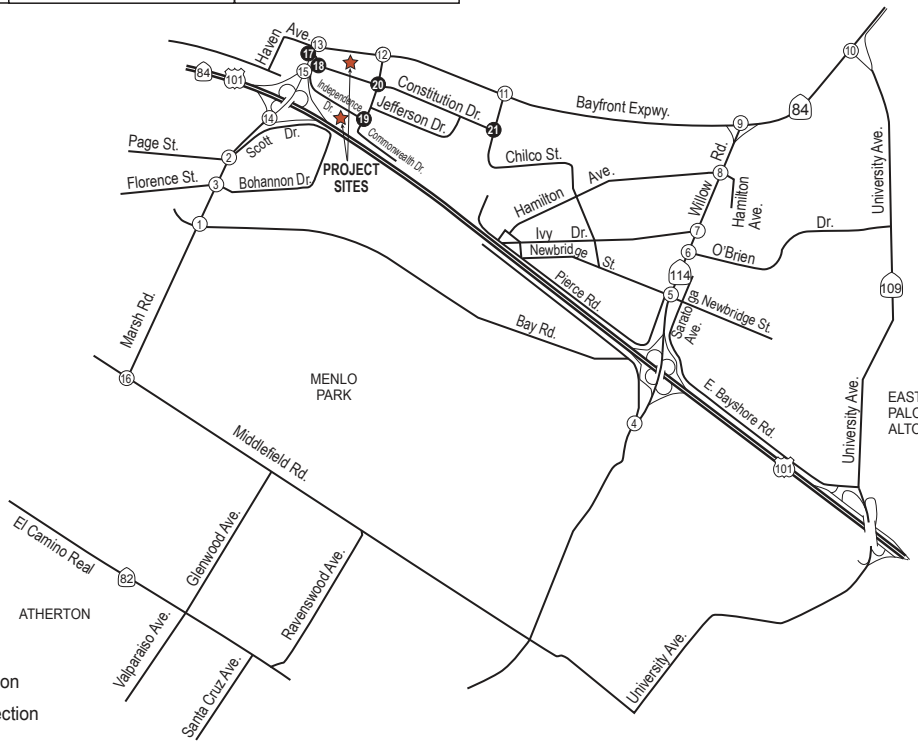 Haven
Ave.
13
17
18
12
10
84
101
15
20
Constitution Dr.
11
Bayfront Expwy.
84
Independence
Dr.
Jefferson Dr.
19
Commonwealth Dr.
21
9
14
Scott Dr.
Page St.
2
Florence St.
3
Bohannon Dr.
PROJECT
SITES
Chilco St.
Rd.
8
Willow
Hamilton
Ave.
Hamilton
Ave.
University Ave.
1
Ivy Dr.
7
Newbridge
St.
6
O'Brien
Dr.
114
5
Saratoga
Ave.
Newbridge St.
109
Pierce Rd.
Marsh Rd.
Bay Rd.
16
MENLO
PARK
E. Bayshore Rd.
University Ave.
EAST
PALO
ALTO
4
101
Middlefield Rd.
El Camino Real
82
Glenwood Ave.
Ravenswood Ave.
ATHERTON
Valparaiso Ave.
Santa Cruz Ave.
University Ave.